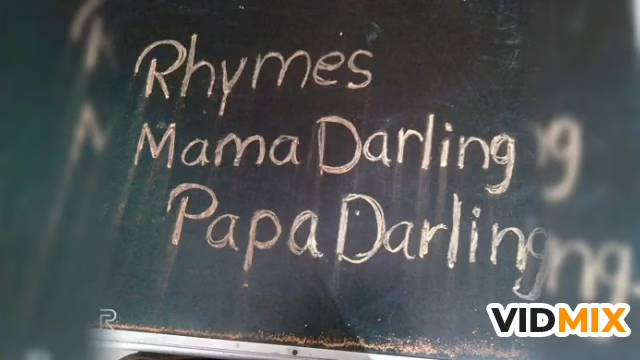 Rhymes
Mama Darling
Papa Darling
R
VIDMIX